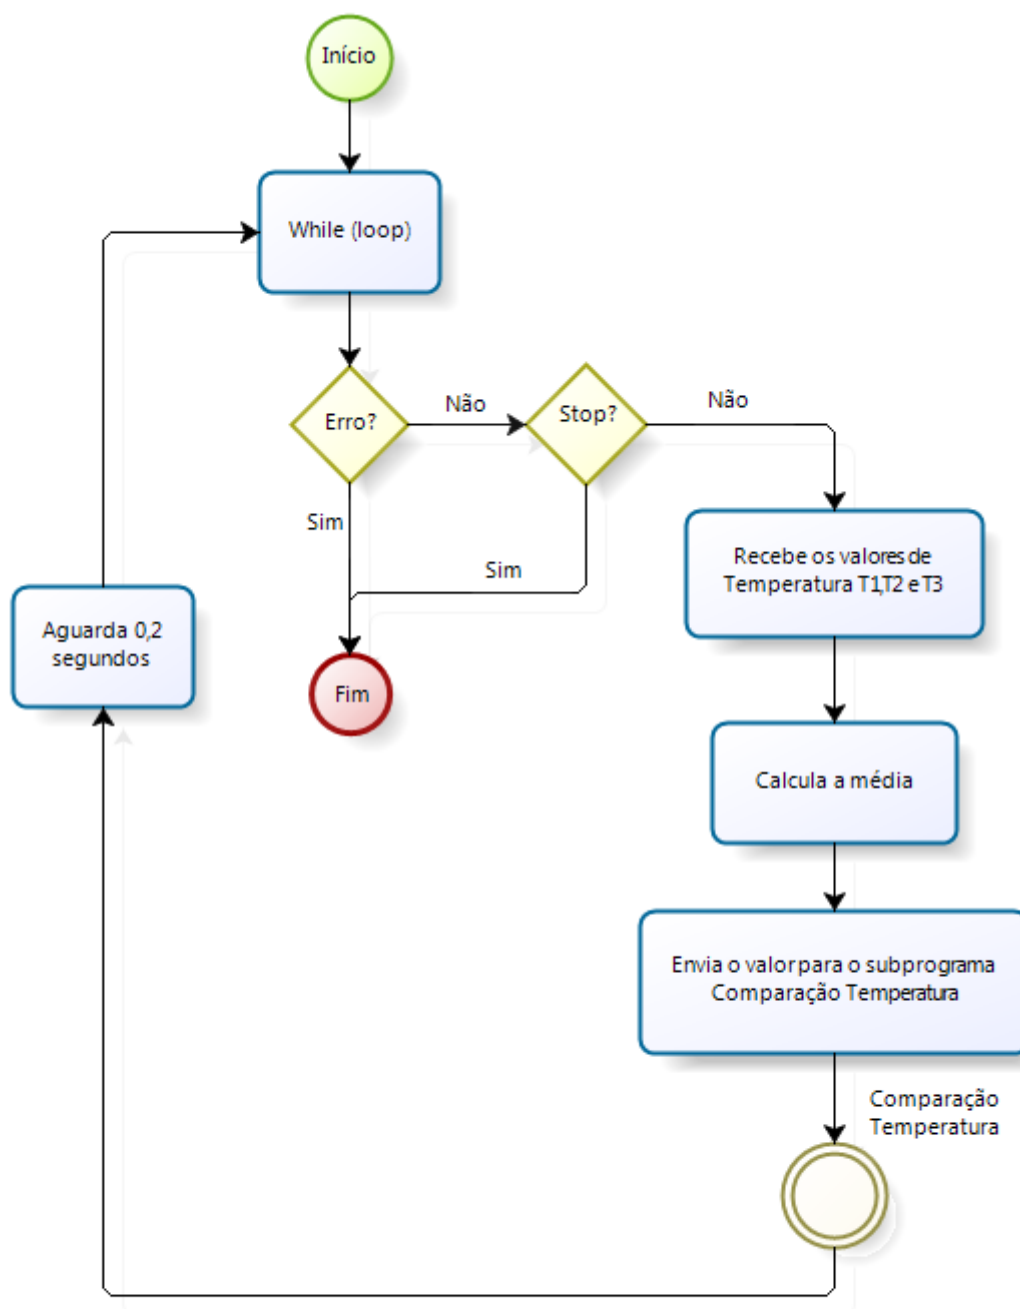 Início
While (loop)
Erro?
Não
Stop?
Não
Sim
Sim
Recebe os valores de
Temperatura T1,T2 e T3
Aguarda 0,2
segundos
Fim
Calcula a média
Envia o valor para o subprograma
Comparação Temperatura
Comparação
Temperatura